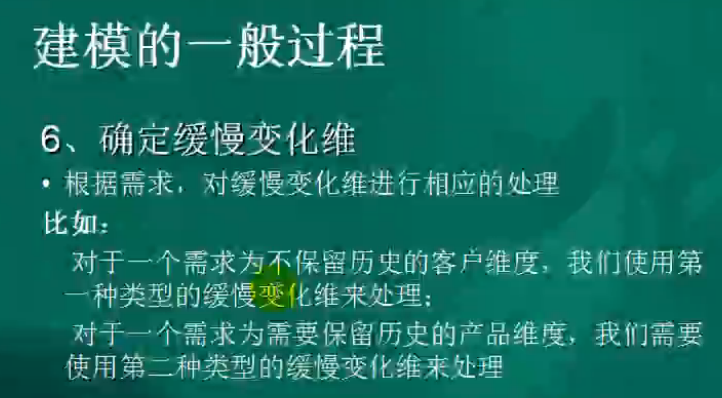 建模的一般过程
6、确定缓慢变化维
• 根据需求，对缓慢变化维进行相应的处理
比如：
对于一个需求为不保留历史的客户维度，我们使用第
一种类型的缓慢变化维来处理；
对于一个需求为需要保留历史的产品维度，我们需要
使用第二种类型的缓慢变化维来处理